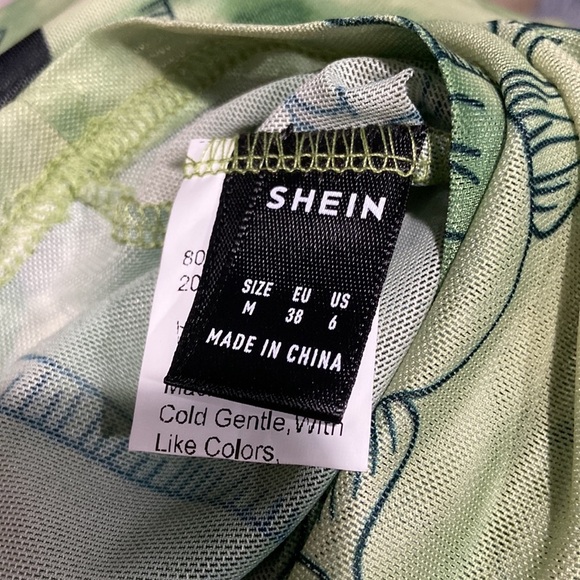 SHEIN
SIZE EU US
M 38 6
MADE IN CHINA
80
20
Cold Gentle,With
Like Colors,